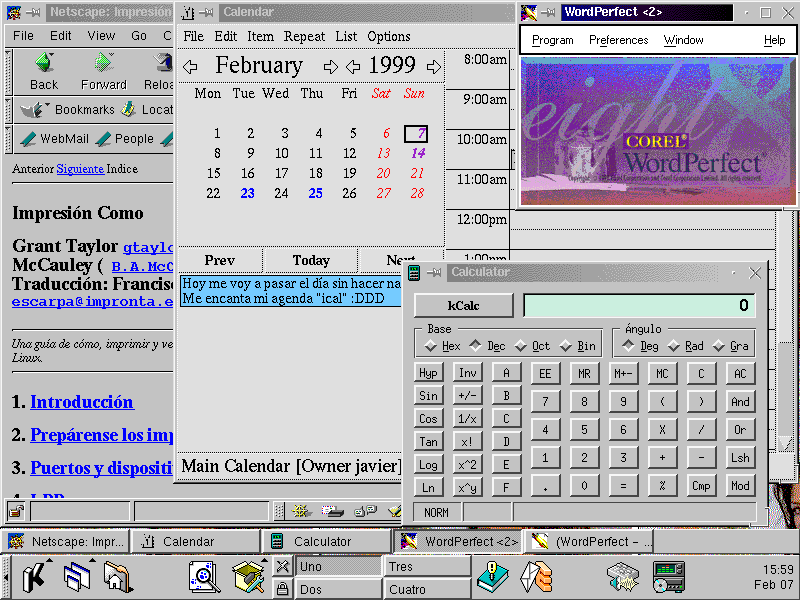 Netscape: Impresión
File Edit View Go C
Back Forward Reloa
Bookmarks Locat
WebMail People
Anterior Siguiente Indice
Impresión Como
Grant Taylor gtaylo
McCauley ( B.A.McC
Traducción: Francisc
escarpa@impronta.e
Una guía de cómo, imprimir y ve
Linux.
1. Introducción
2. Prepárense los imp
3. Puertos y dispositi
4. LPD
Calendar
File Edit Item Repeat List Options
February 1999
Mon Tue Wed Thu Fri Sat Sun
1 2 3 4 5 6 7
8 9 10 11 12 13 14
15 16 17 18 19 20 21
22 23 24 25 26 27 28
Prev Today Next
Hoy me voy a pasar el día sin hacer na
Me encanta mi agenda "ical" :DDD
Main Calendar [Owner javier]
8:00am
9:00am
10:00am
11:00am
12:00pm
1:00pm
WordPerfect <2>
Program Preferences Window Help
eight
COREL
WordPerfect
Calculator
kCalc 0
Base Ángulo
Hex Dec Oct Bin Deg Rad Gra
Hyp Inv A EE MR M+- MC C AC
Sin +/- B 7 8 9 ( ) And
Cos 1/x C 4 5 6 X / Or
Tan x! D 1 2 3 + - Lsh
Log x^2 E . 0 = % Cmp Mod
Ln x^y F
NORM
Netscape: Impr... Calendar Calculator WordPerfect <2> (WordPerfect - ...
Uno Tres
Dos Cuatro
15:59
Feb 07